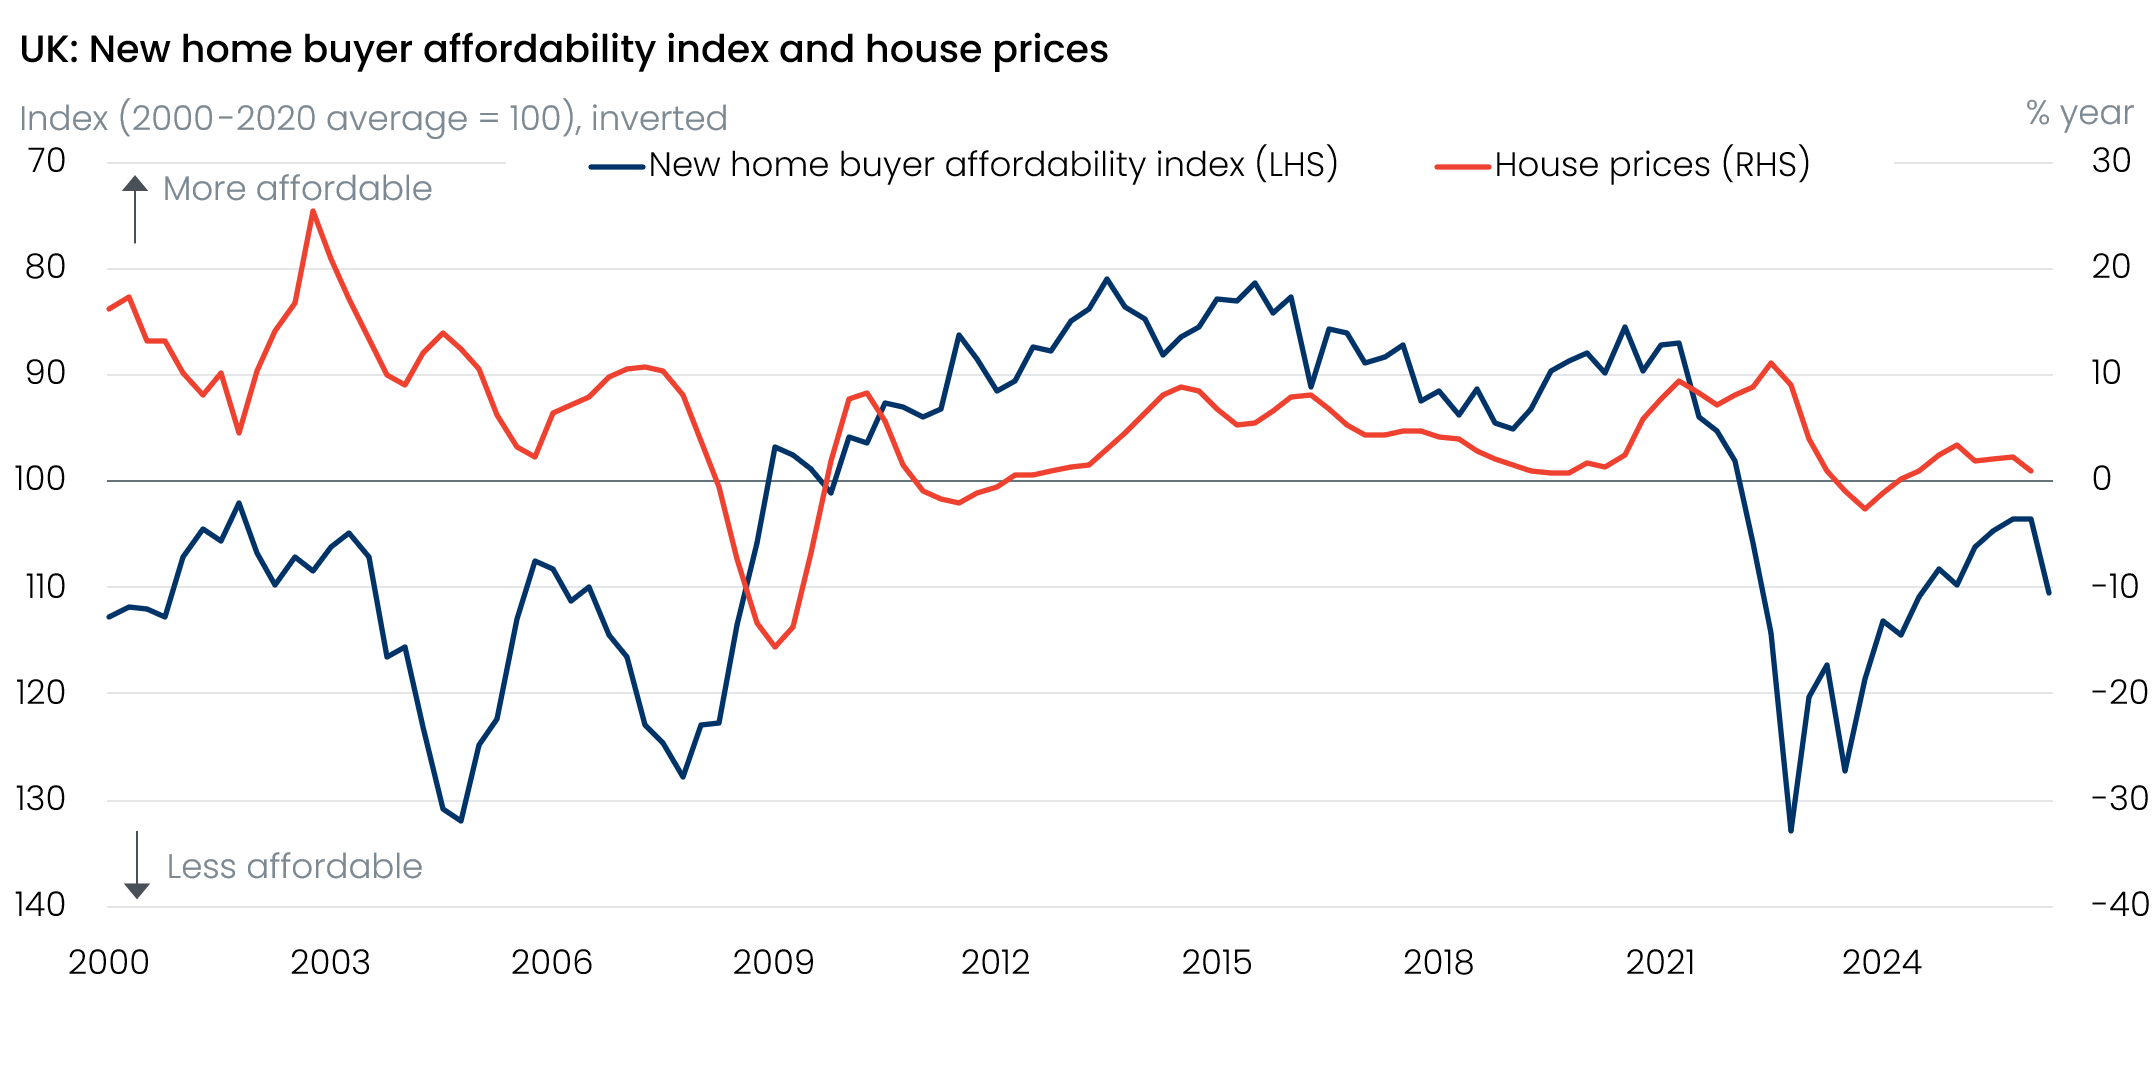 UK: New home buyer affordability index and house prices
Index (2000-2020 average = 100), inverted
% year
70
New home buyer affordability index (LHS)
House prices (RHS)
30
More affordable
80
20
90
10
100
0
110
-10
120
-20
130
-30
Less affordable
140
-40
2000 2003 2006 2009 2012 2015 2018 2021 2024